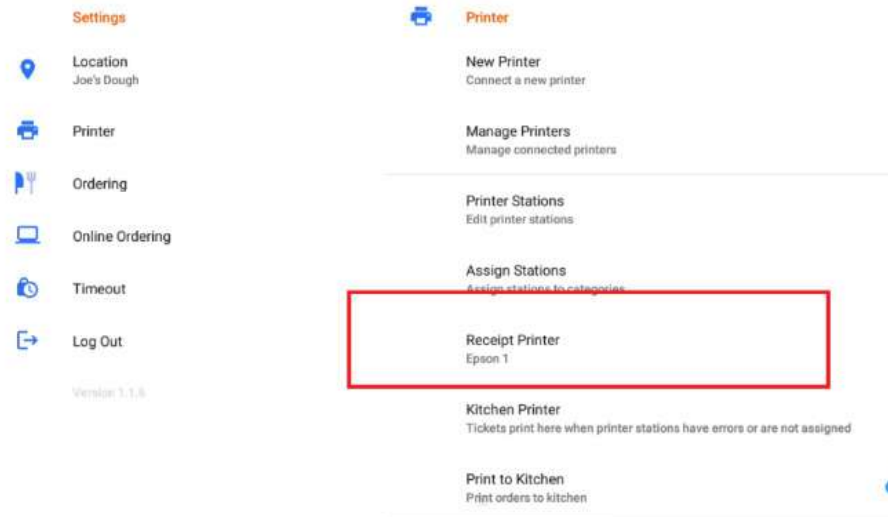 Settings
Location
Joe's Dough
Printer
Ordering
Online Ordering
Timeout
Log Out
Version 1.1.6
Printer
New Printer
Connect a new printer
Manage Printers
Manage connected printers
Printer Stations
Edit printer stations
Assign Stations
Assign stations to categories
Receipt Printer
Epson 1
Kitchen Printer
Tickets print here when printer stations have errors or are not assigned
Print to Kitchen
Print orders to kitchen